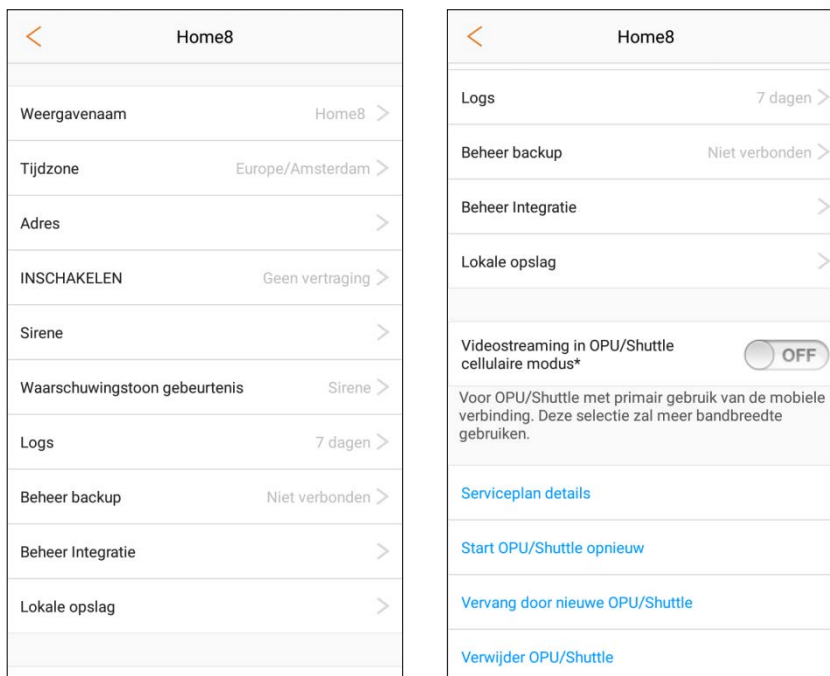 Home8
Weergavenaam Home8
Tijdzone Europe/Amsterdam
Adres
INSCHAKELEN Geen vertraging
Sirene
Waarschuwingstoon gebeurtenis Sirene
Logs 7 dagen
Beheer backup Niet verbonden
Beheer Integratie
Lokale opslag
Home8
Logs 7 dagen
Beheer backup Niet verbonden
Beheer Integratie
Lokale opslag
Videostreaming in OPU/Shuttle
cellulaire modus*
OFF
Voor OPU/Shuttle met primair gebruik van de mobiele
verbinding. Deze selectie zal meer bandbreedte
gebruiken.
Serviceplan details
Start OPU/Shuttle opnieuw
Vervang door nieuwe OPU/Shuttle
Verwijder OPU/Shuttle